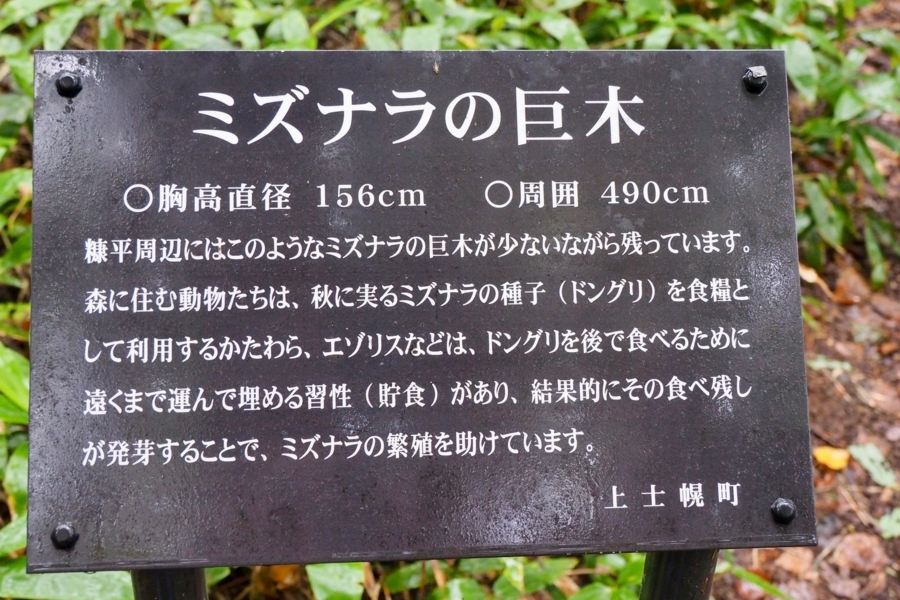 ミズナラの巨木
〇胸高直径 156cm 〇周囲 490cm
糠平周辺にはこのようなミズナラの巨木が少ないながら残っています。
森に住む動物たちは、秋に実るミズナラの種子(ドングリ)を食糧と
して利用するかたわら、エゾリスなどは、ドングリを後で食べるために
遠くまで運んで埋める習性(貯食)があり、結果的にその食べ残し
が発芽することで、ミズナラの繁殖を助けています。
上士幌町